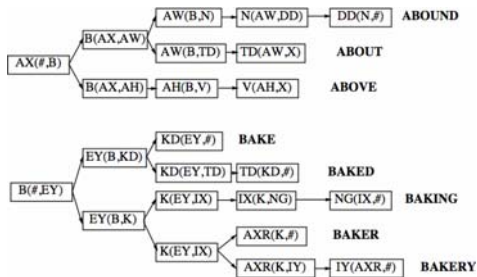 AW(B,N) N(AW,DD) DD(N,#) ABOUND
B(AX,AW)
AW(B,TD) TD(AW,X) ABOUT
AX(#,B)
B(AX,AH) AH(B,V) V(AH,X) ABOVE
KD(EY,#) BAKE
EY(B,KD)
KD(EY,TD) TD(KD,#) BAKED
B(#,EY)
K(EY,IX) IX(K,NG) NG(IX,#) BAKING
EY(B,K)
AXR(K,#) BAKER
K(EY,IX)
AXR(K,IY) IY(AXR,#) BAKERY